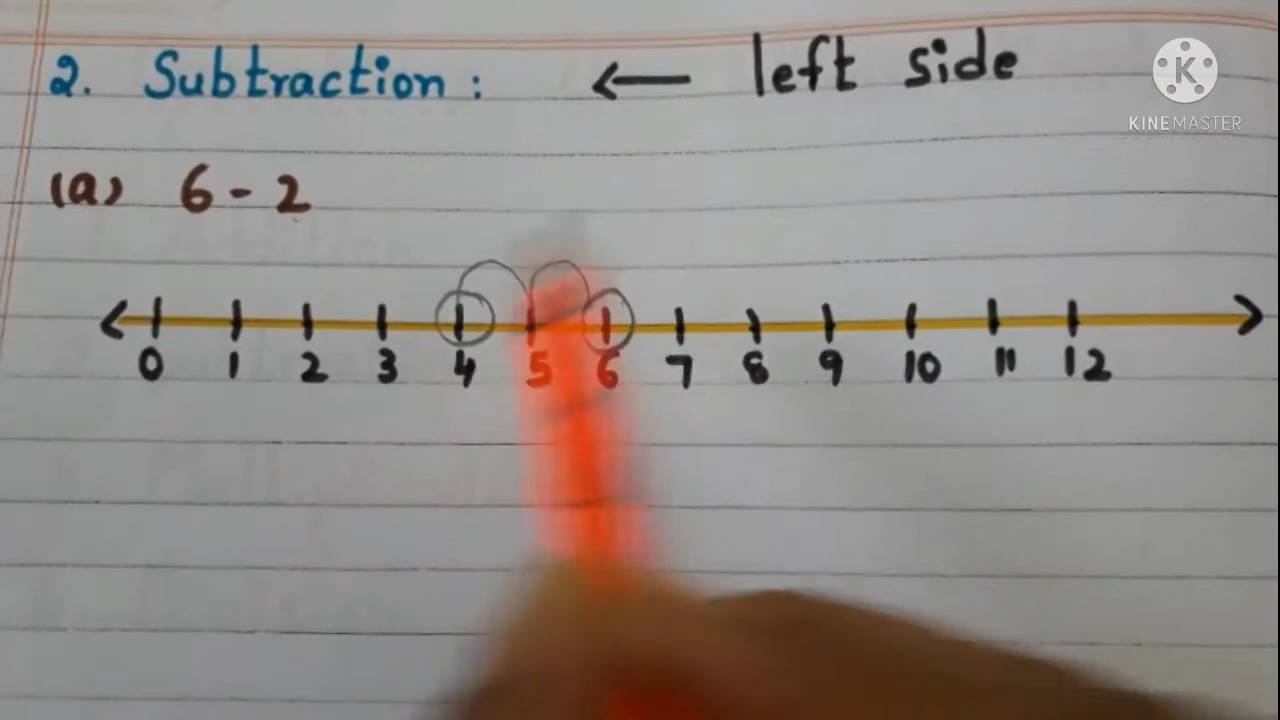 2. Subtraction: ← left side
K
KINEMASTER
(a) 6 - 2
0 1 2 3 4 5 6 7 8 9 10 11 12